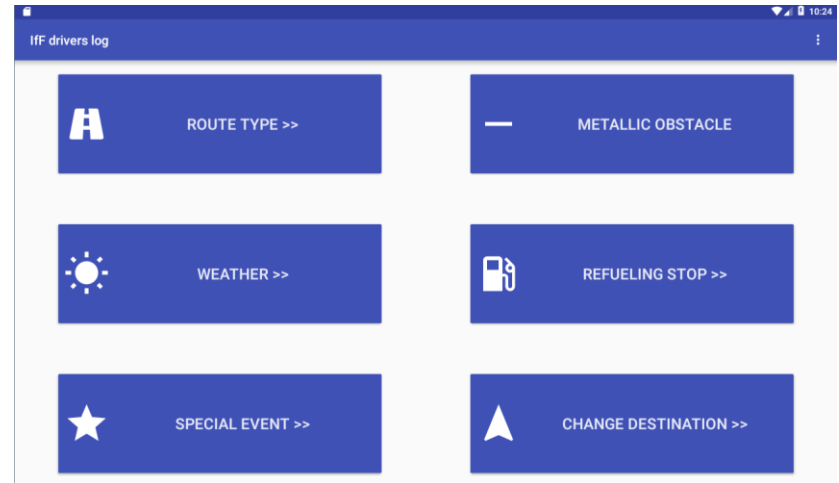 10:24
IfF drivers log
ROUTE TYPE >>
METALLIC OBSTACLE
WEATHER >>
REFUELING STOP >>
SPECIAL EVENT >>
CHANGE DESTINATION >>